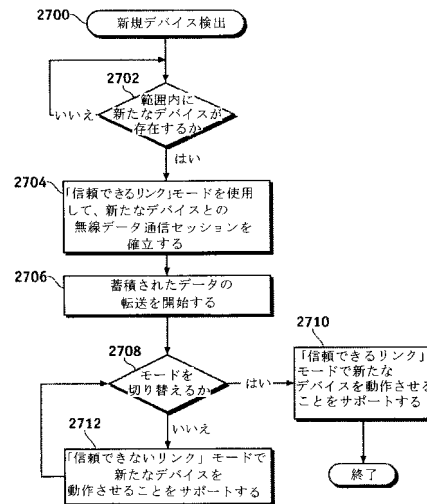 2700
新規デバイス検出
2702
範囲内に
新たなデバイスが
存在するか
いいえ
はい
2704
「信頼できるリンク」モードを使用
して、新たなデバイスとの
無線データ通信セッションを
確立する
2706
蓄積されたデータの
転送を開始する
2708
モードを
切り替えるか
はい
いいえ
2710
「信頼できるリンク」
モードで新たな
デバイスを動作させる
ことをサポートする
2712
「信頼できないリンク」モードで
新たなデバイスを
動作させることをサポートする
終了